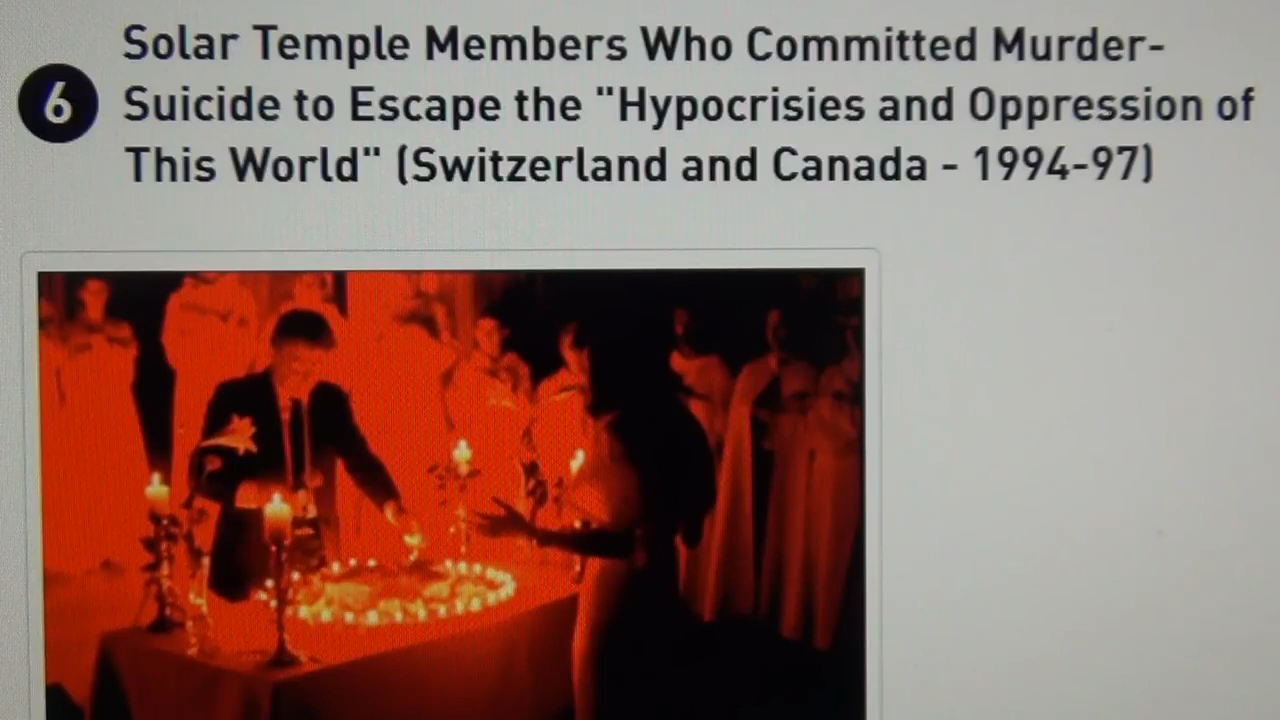 6
Solar Temple Members Who Committed Murder-
Suicide to Escape the "Hypocrisies and Oppression of
This World" (Switzerland and Canada - 1994-97)